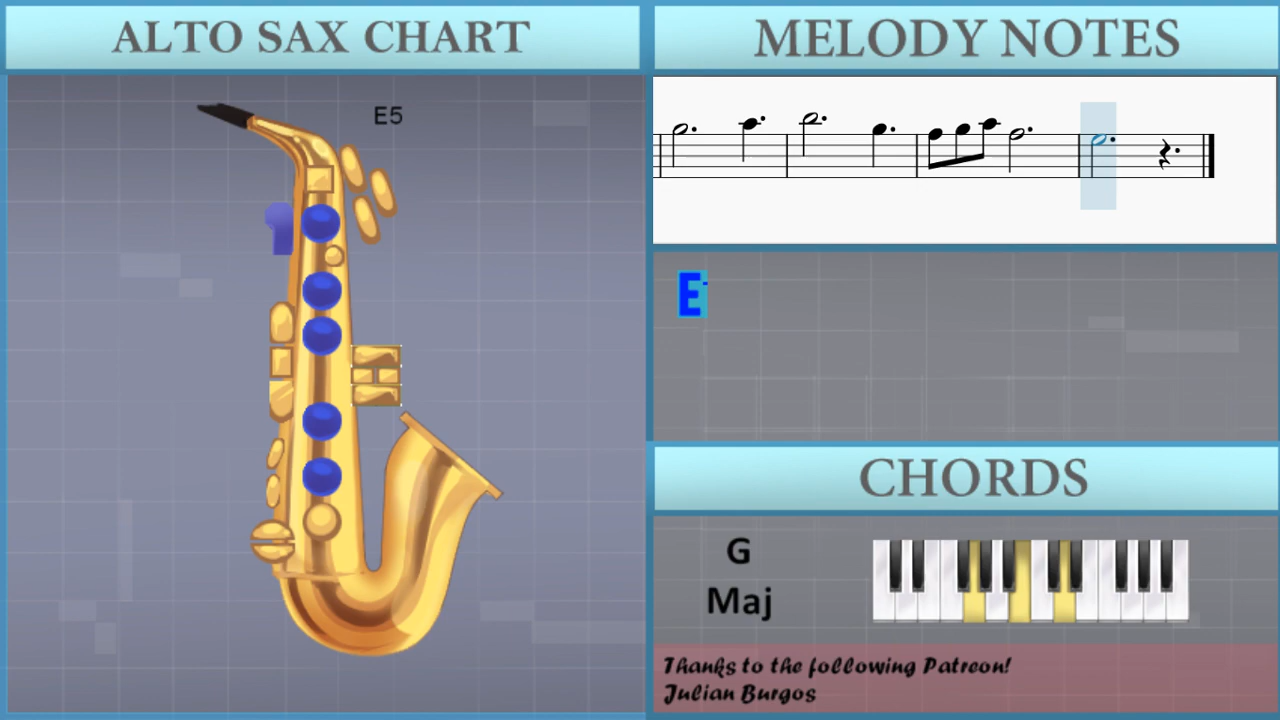 ALTO SAX CHART
E5
MELODY NOTES
E
CHORDS
G
Maj
Thanks to the following Patreon!
Julian Burgos